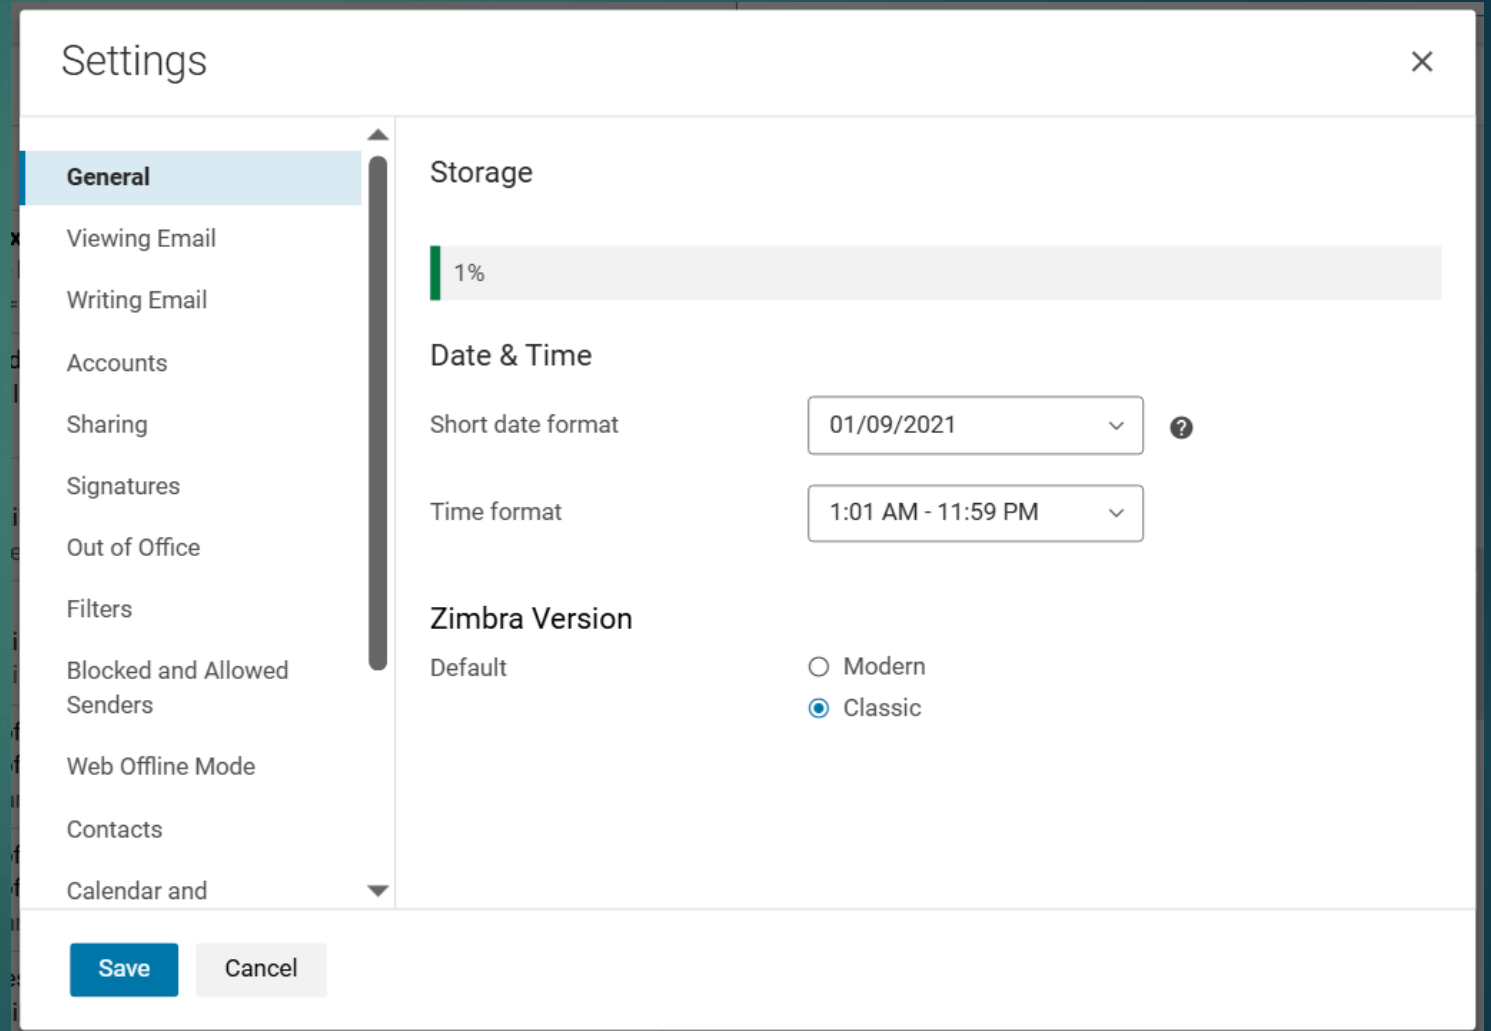 Settings
General
Viewing Email
Writing Email
Accounts
Sharing
Signatures
Out of Office
Filters
Blocked and Allowed
Senders
Web Offline Mode
Contacts
Calendar and
Storage
1%
Date & Time
Short date format
01/09/2021
Time format
1:01 AM - 11:59 PM
Zimbra Version
Default
Modern
Classic
Save
Cancel